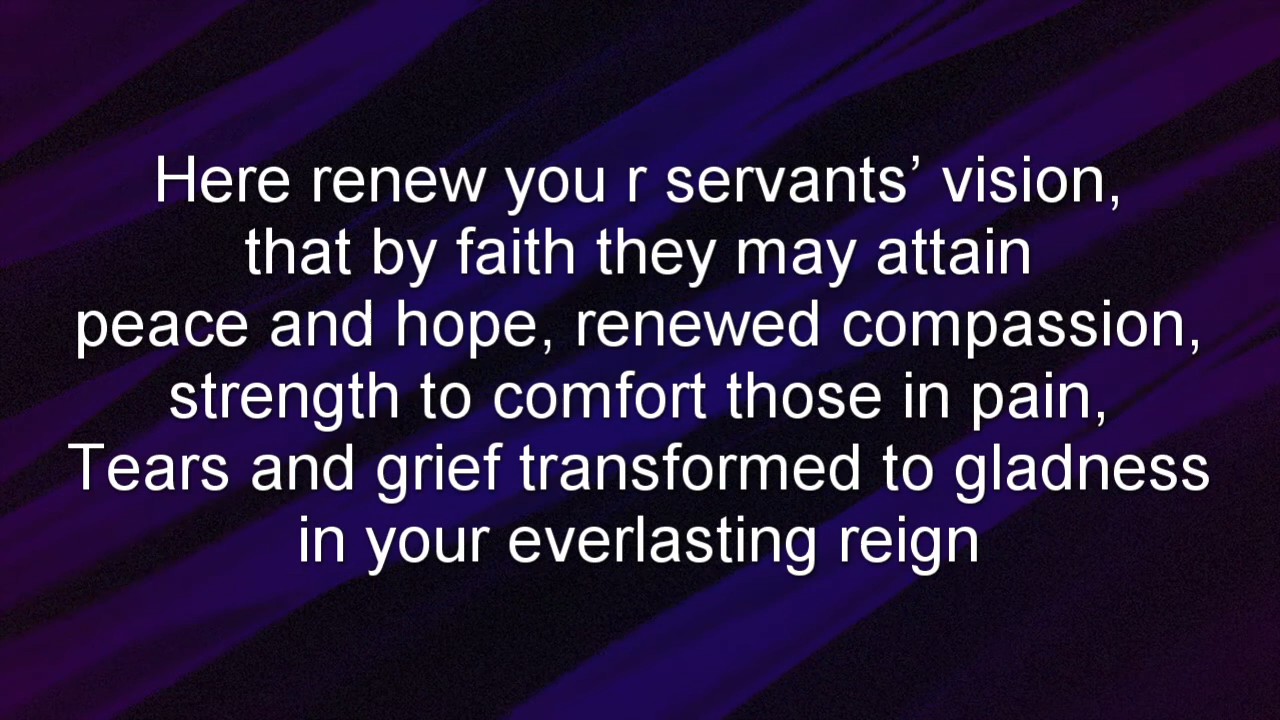 Here renew you r servants’ vision,
that by faith they may attain
peace and hope, renewed compassion,
strength to comfort those in pain,
Tears and grief transformed to gladness
in your everlasting reign